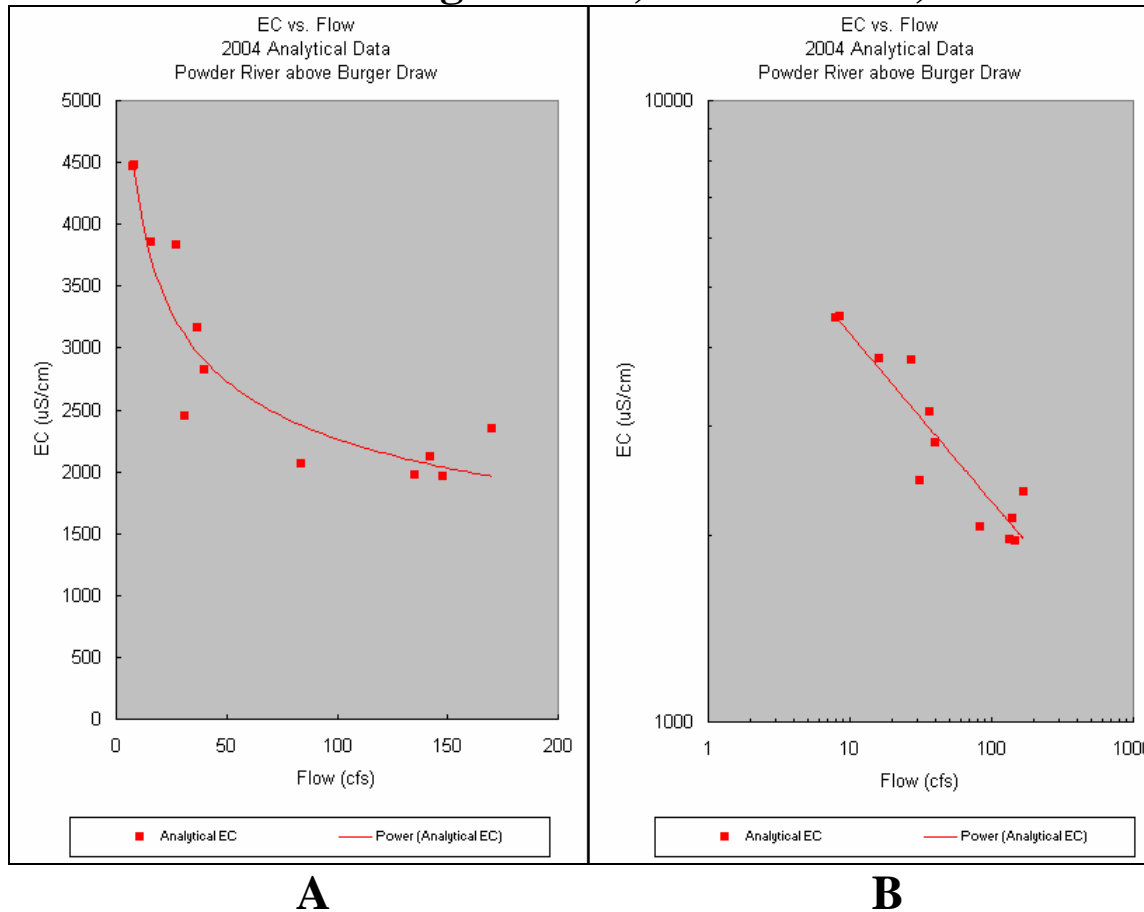 EC vs. Flow
2004 Analytical Data
Powder River above Burger Draw
5000
4500
4000
3500
3000
2500
2000
1500
1000
500
0
EC (uS/cm)
0 50 100 150 200
Flow (cfs)
Analytical EC Power (Analytical EC)
A
EC vs. Flow
2004 Analytical Data
Powder River above Burger Draw
10000
1000
EC (uS/cm)
1 10 100 1000
Flow (cfs)
Analytical EC Power (Analytical EC)
B